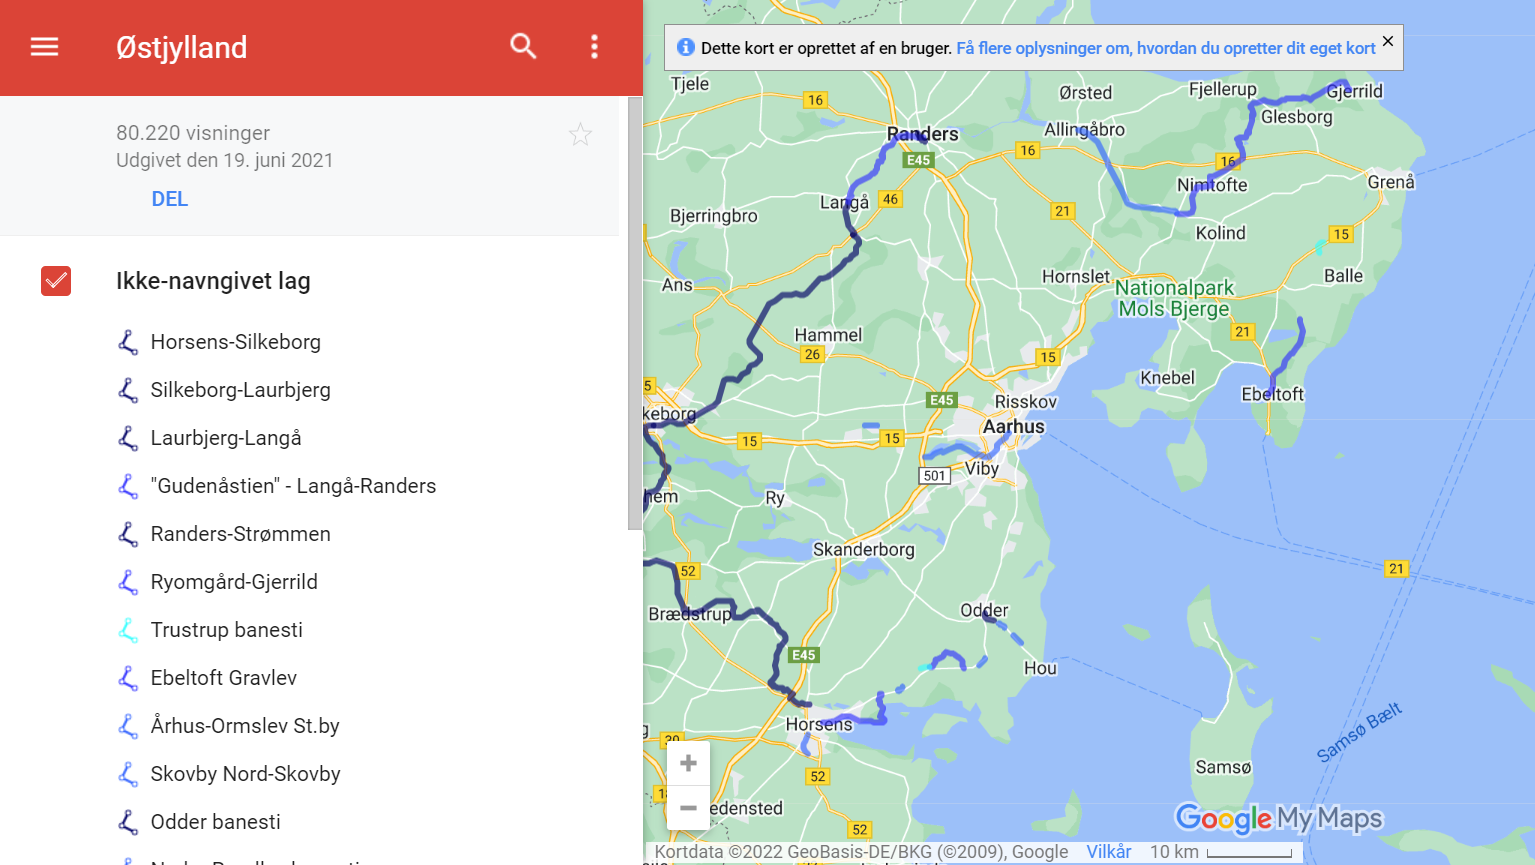 Østjylland
80.220 visninger
Udgivet den 19. juni 2021
DEL
Ikke-navngivet lag
Horsens-Silkeborg
Silkeborg-Laurbjerg
Laurbjerg-Langå
"Gudenåstien" - Langå-Randers
Randers-Strømmen
Ryomgård-Gjerrild
Trustrup banesti
Ebeltoft Gravlev
Århus-Ormslev St.by
Skovby Nord-Skovby
Odder banesti
Dette kort er oprettet af en bruger. Få flere oplysninger om, hvordan du opretter dit eget kort
Tjele
16
Ørsted
Fjellerup
Gjerrild
Glesborg
Randers
Allingåbro
E45
16
16
Nimtofte
Grenå
Langå
46
Bjerringbro
21
Kolind
15
Hornslet
Balle
Ans
Nationalpark
Mols Bjerge
Hammel
26
21
15
Knebel
5
Ebeltoft
E45
Risskov
keborg
Aarhus
15
15
501
Viby
hem
Ry
Skanderborg
52
21
Brædstrup
Odder
E45
Hou
Horsens
30
Samsø Bælt
52
Samsø
edensted
52
Google My Maps
Kortdata ©2022 GeoBasis-DE/BKG (©2009), Google
Vilkår
10 km